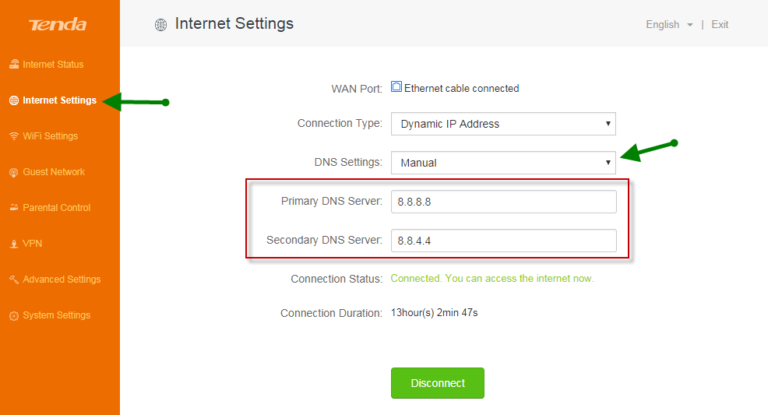 Tenda
Internet Settings
English | Exit
Internet Status
Internet Settings
WiFi Settings
Guest Network
Parental Control
VPN
Advanced Settings
System Settings
WAN Port: Ethernet cable connected
Connection Type: Dynamic IP Address
DNS Settings: Manual
Primary DNS Server: 8.8.8.8
Secondary DNS Server: 8.8.4.4
Connection Status: Connected. You can access the internet now.
Connection Duration: 13hour(s) 2min 47s
Disconnect